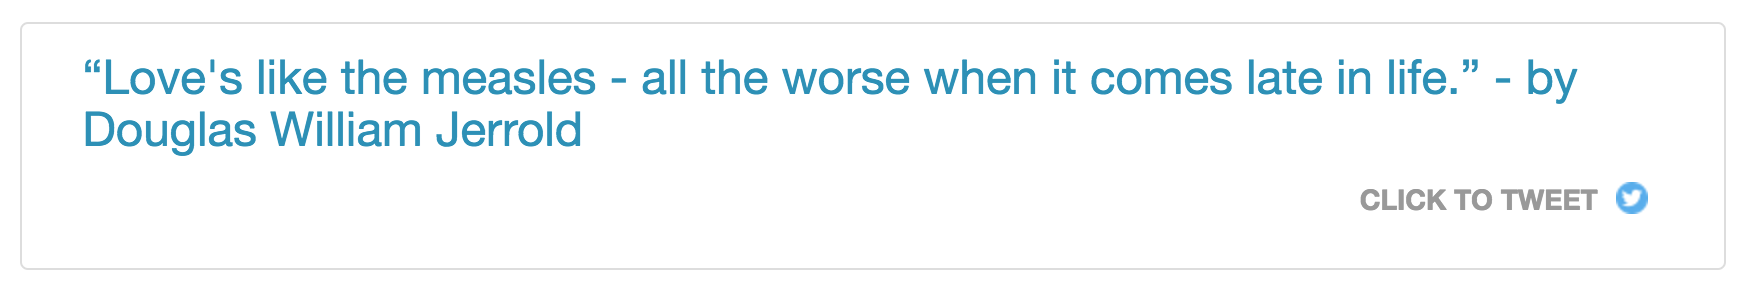 “Love's like the measles - all the worse when it comes late in life.” - by
Douglas William Jerrold
CLICK TO TWEET